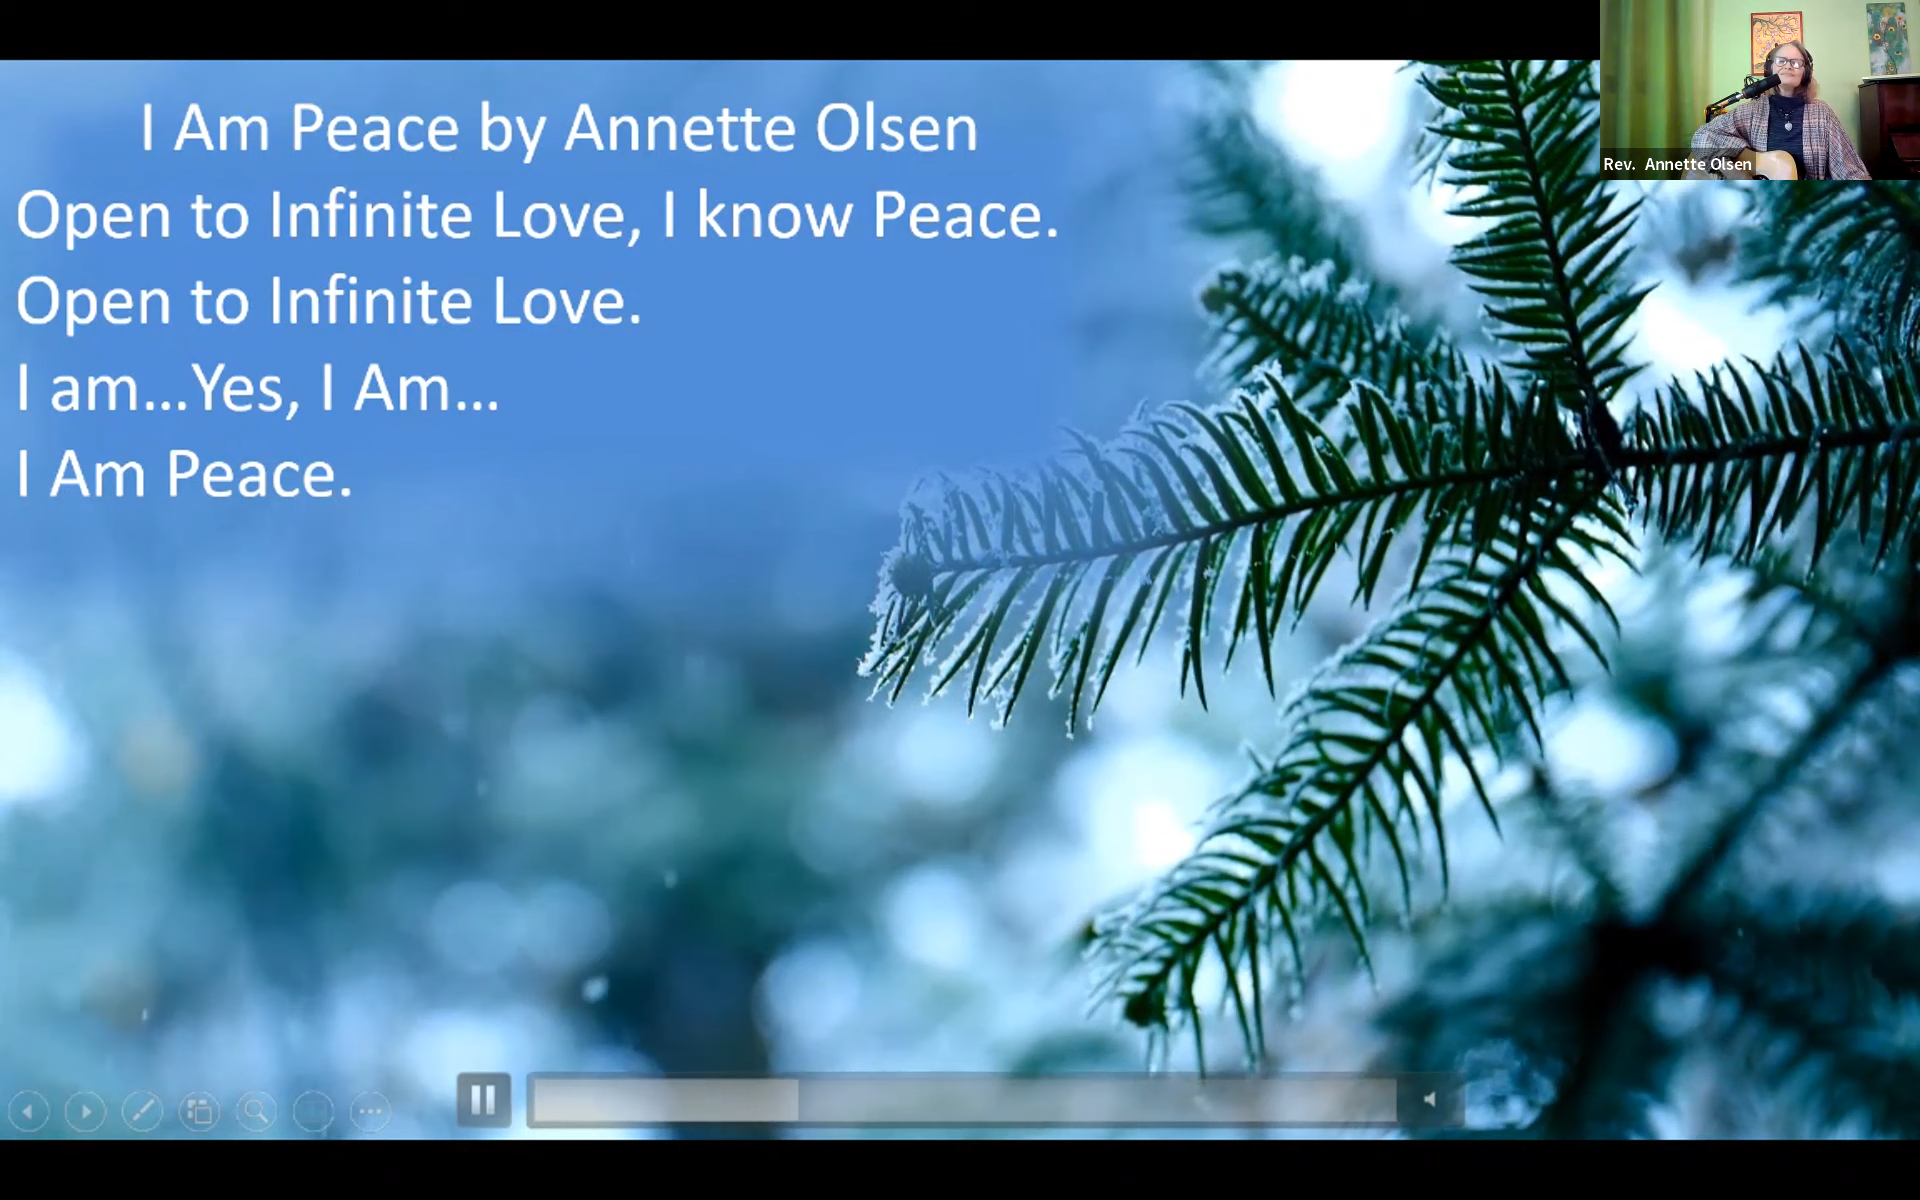 I Am Peace by Annette Olsen
Open to Infinite Love, I know Peace.
Open to Infinite Love.
I am...Yes, I Am...
I Am Peace.
Rev. Annette Olsen